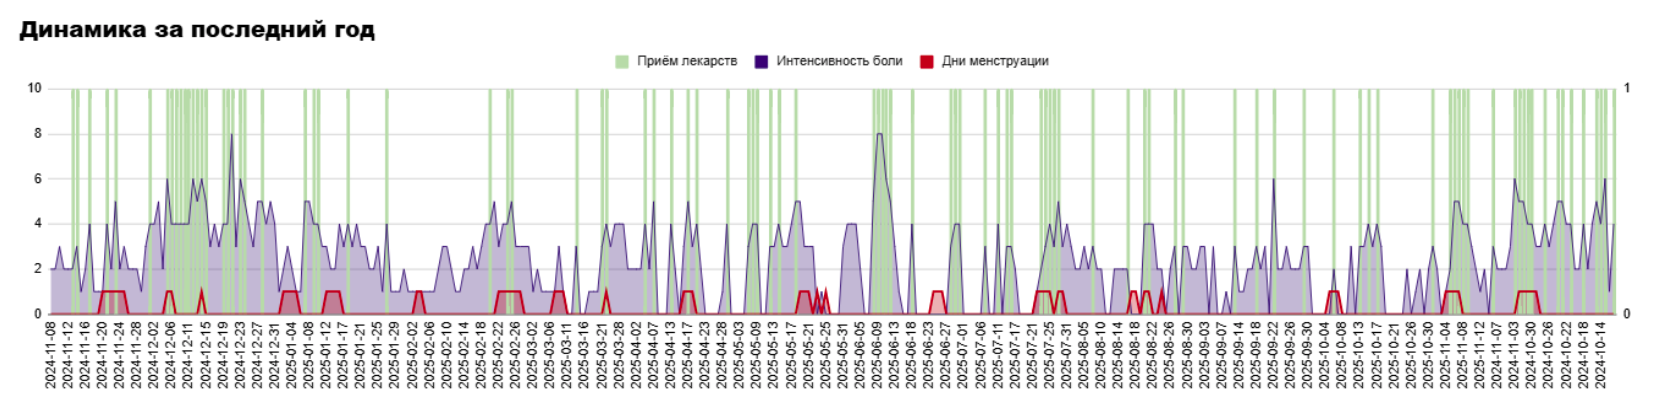 Динамика за последний год
Приём лекарств Интенсивность боли Дни менструации
10 1
8
6
4
2
0 0
2024-11-08 2024-11-12 2024-11-16 2024-11-20 2024-11-24 2024-11-28 2024-12-02 2024-12-06 2024-12-11 2024-12-15 2024-12-19 2024-12-23 2024-12-27 2024-12-31 2025-01-04 2025-01-08 2025-01-12 2025-01-17 2025-01-21 2025-01-25 2025-01-29 2025-02-02 2025-02-06 2025-02-10 2025-02-14 2025-02-18 2025-02-22 2025-02-26 2025-03-02 2025-03-06 2025-03-11 2025-03-16 2025-03-21 2025-03-28 2025-04-02 2025-04-07 2025-04-13 2025-04-17 2025-04-23 2025-04-28 2025-05-03 2025-05-09 2025-05-13 2025-05-17 2025-05-21 2025-05-25 2025-05-31 2025-06-05 2025-06-09 2025-06-13 2025-06-18 2025-06-23 2025-06-27 2025-07-01 2025-07-06 2025-07-11 2025-07-17 2025-07-21 2025-07-25 2025-07-31 2025-08-05 2025-08-10 2025-08-14 2025-08-18 2025-08-22 2025-08-26 2025-08-30 2025-09-03 2025-09-07 2025-09-14 2025-09-18 2025-09-22 2025-09-26 2025-09-30 2025-10-04 2025-10-08 2025-10-13 2025-10-17 2025-10-21 2025-10-26 2025-10-30 2025-11-04 2025-11-08 2025-11-12 2024-11-07 2024-11-03 2024-10-30 2024-10-26 2024-10-22 2024-10-18 2024-10-14